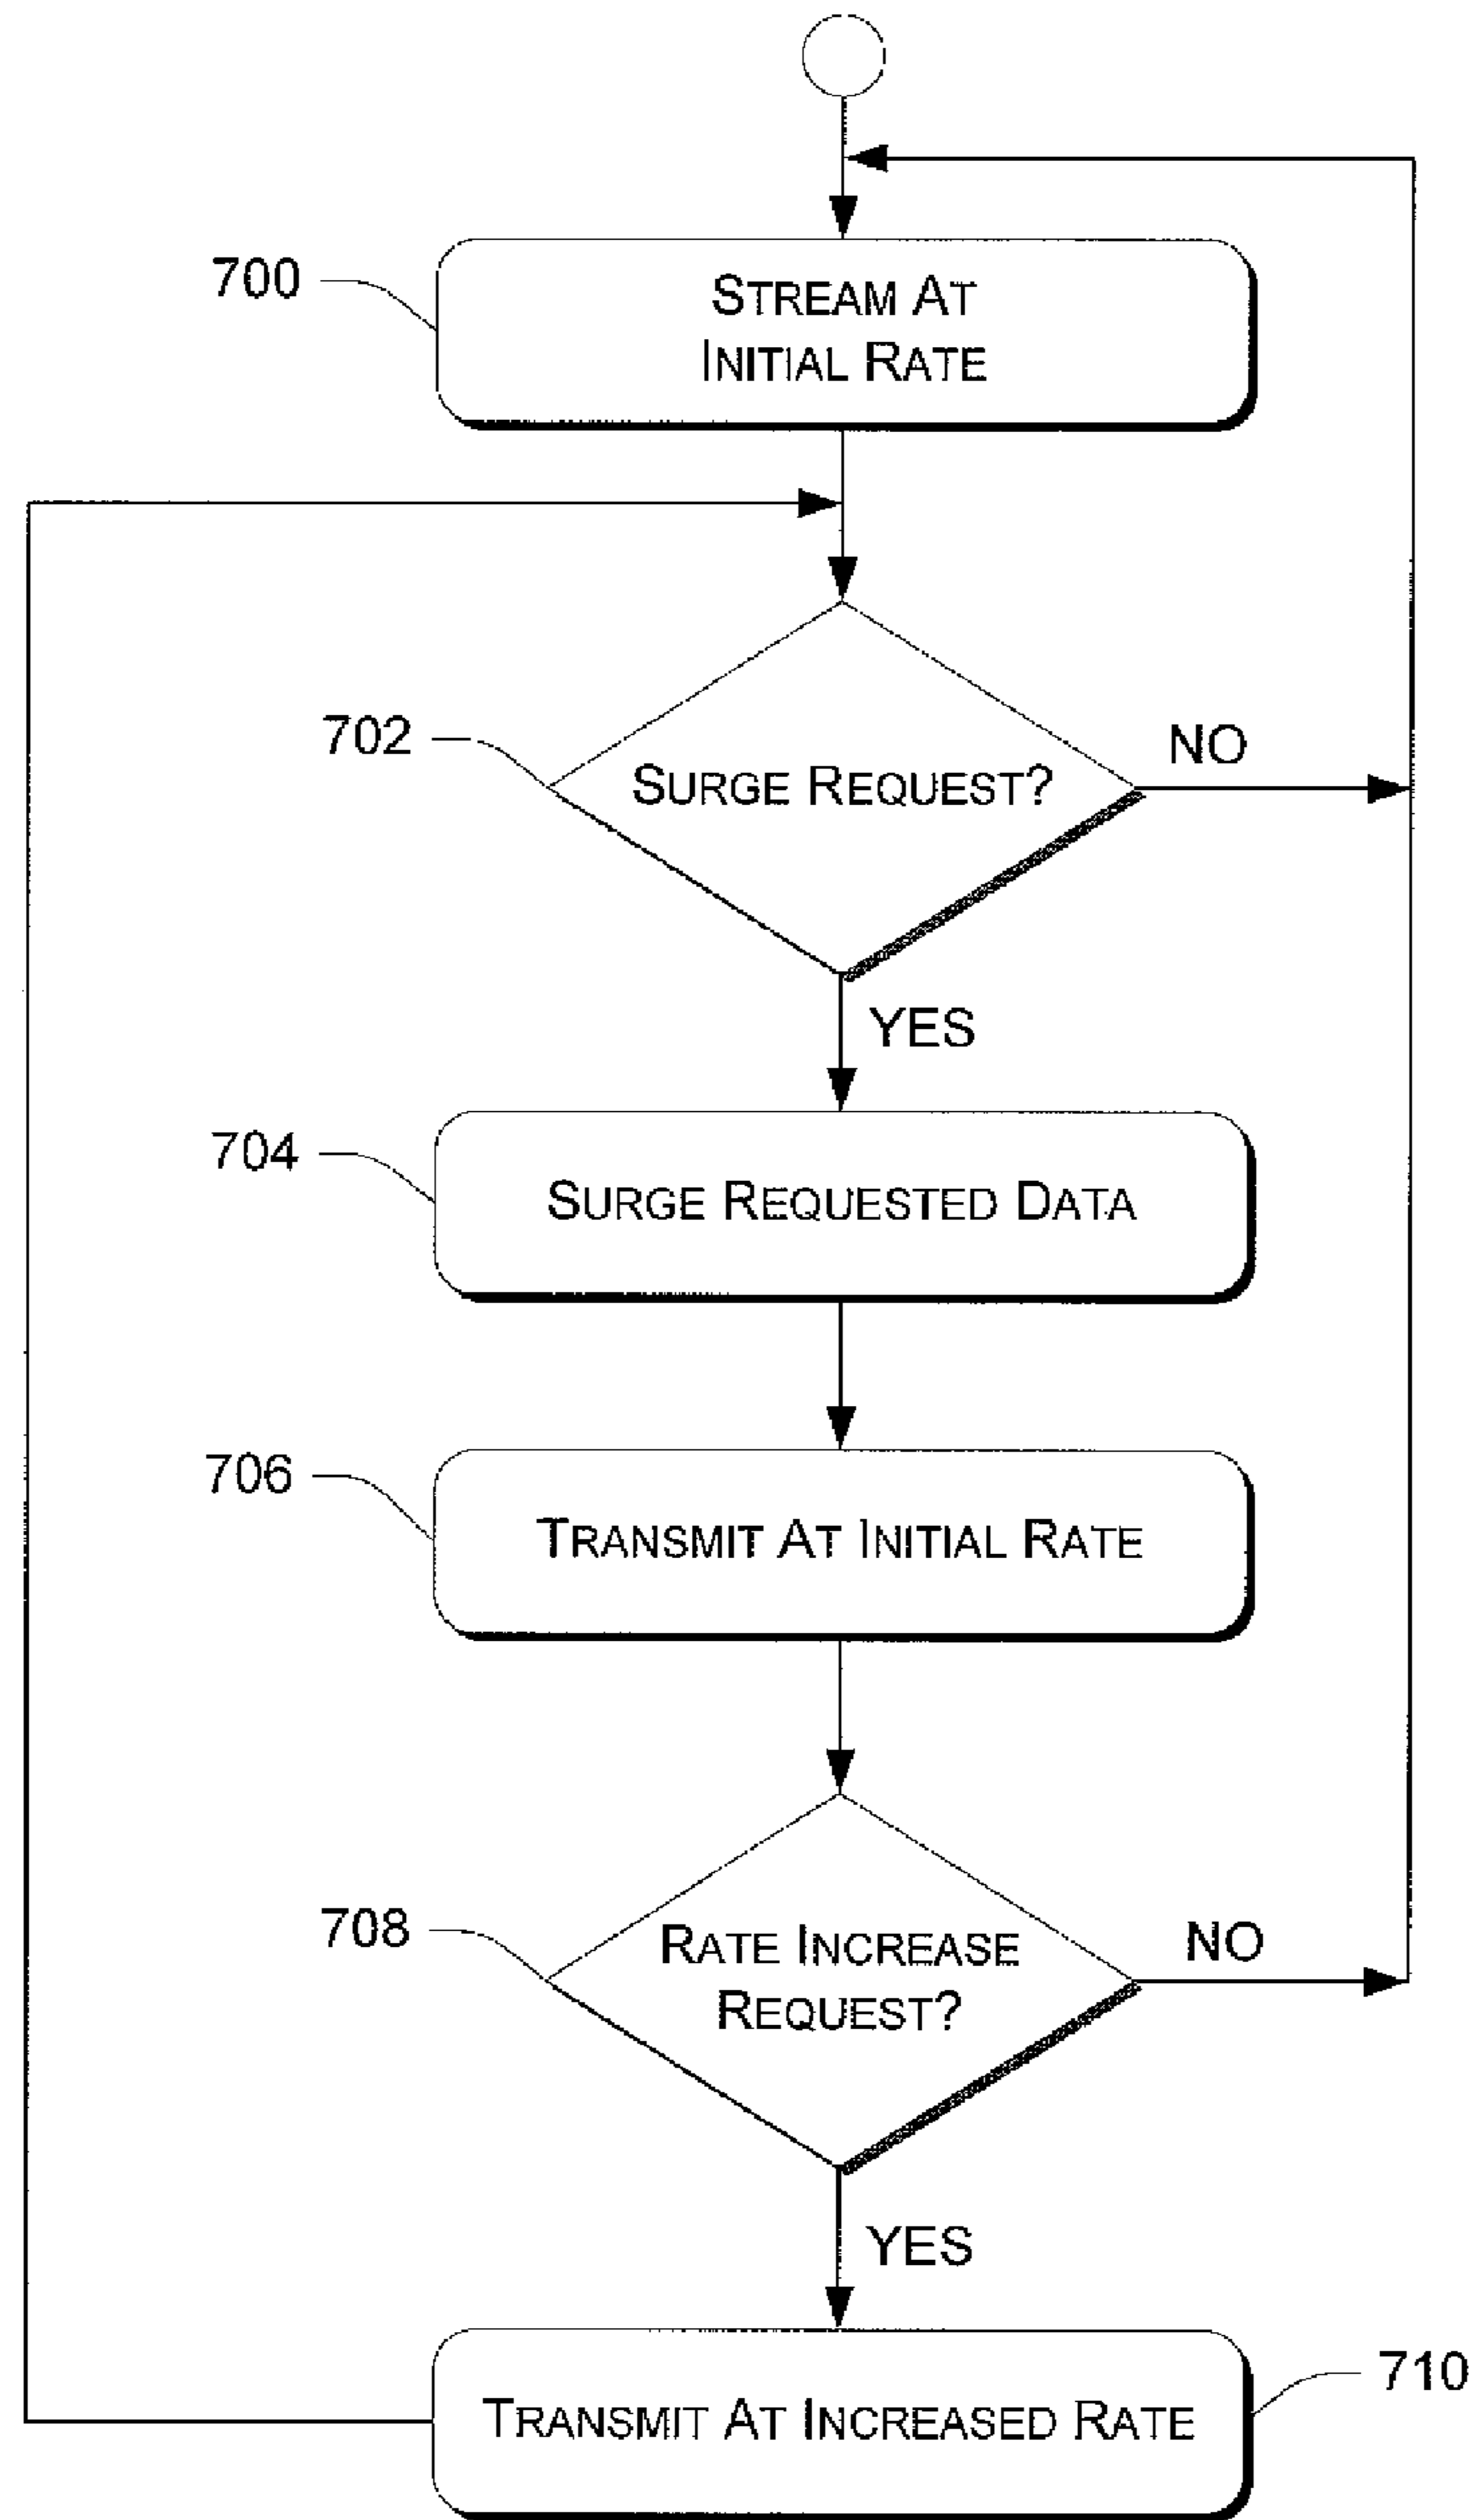 700
STREAM AT
INITIAL RATE
702
SURGE REQUEST?
NO
YES
704
SURGE REQUESTED DATA
706
TRANSMIT AT INITIAL RATE
708
RATE INCREASE
REQUEST?
NO
YES
710
TRANSMIT AT INCREASED RATE